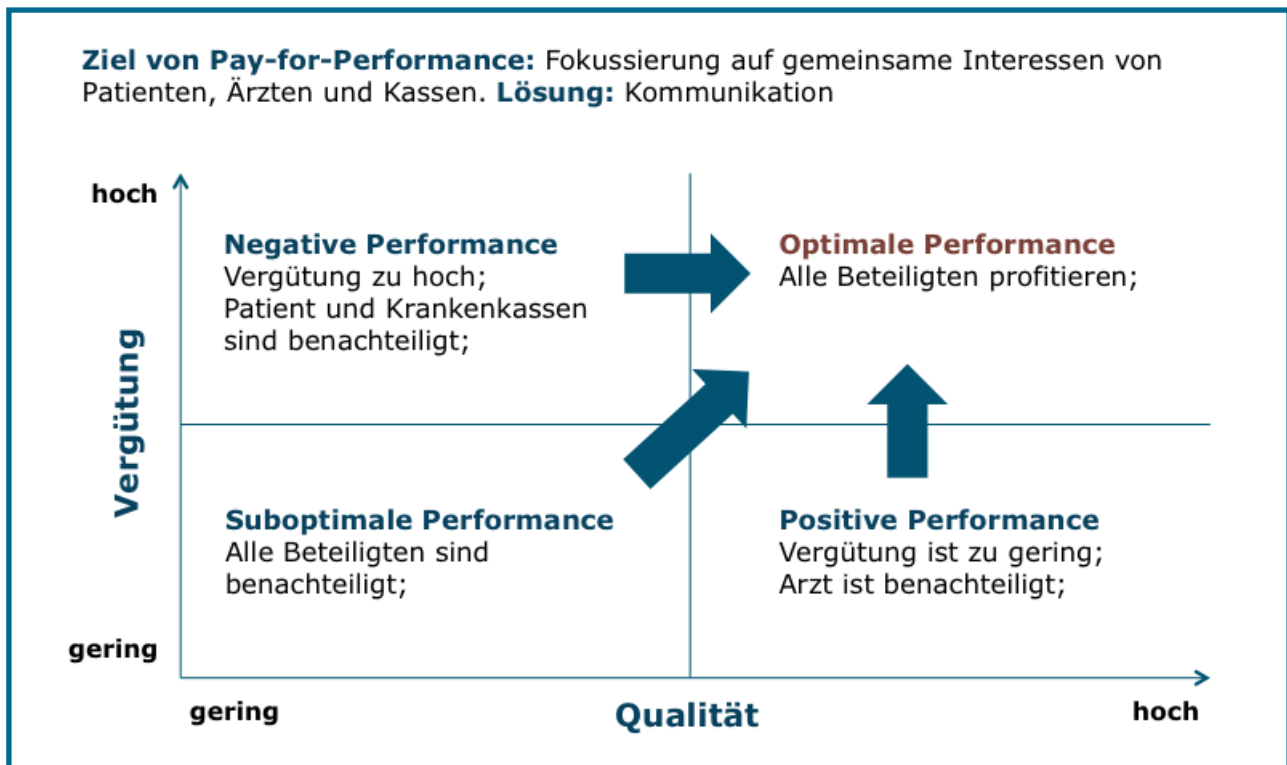 Ziel von Pay-for-Performance: Fokussierung auf gemeinsame Interessen von
Patienten, Ärzten und Kassen. Lösung: Kommunikation
hoch
Negative Performance
Vergütung zu hoch;
Patient und Krankenkassen
sind benachteiligt;
Optimale Performance
Alle Beteiligten profitieren;
Vergütung
Suboptimale Performance
Alle Beteiligten sind
benachteiligt;
Positive Performance
Vergütung ist zu gering;
Arzt ist benachteiligt;
gering
gering
Qualität
hoch